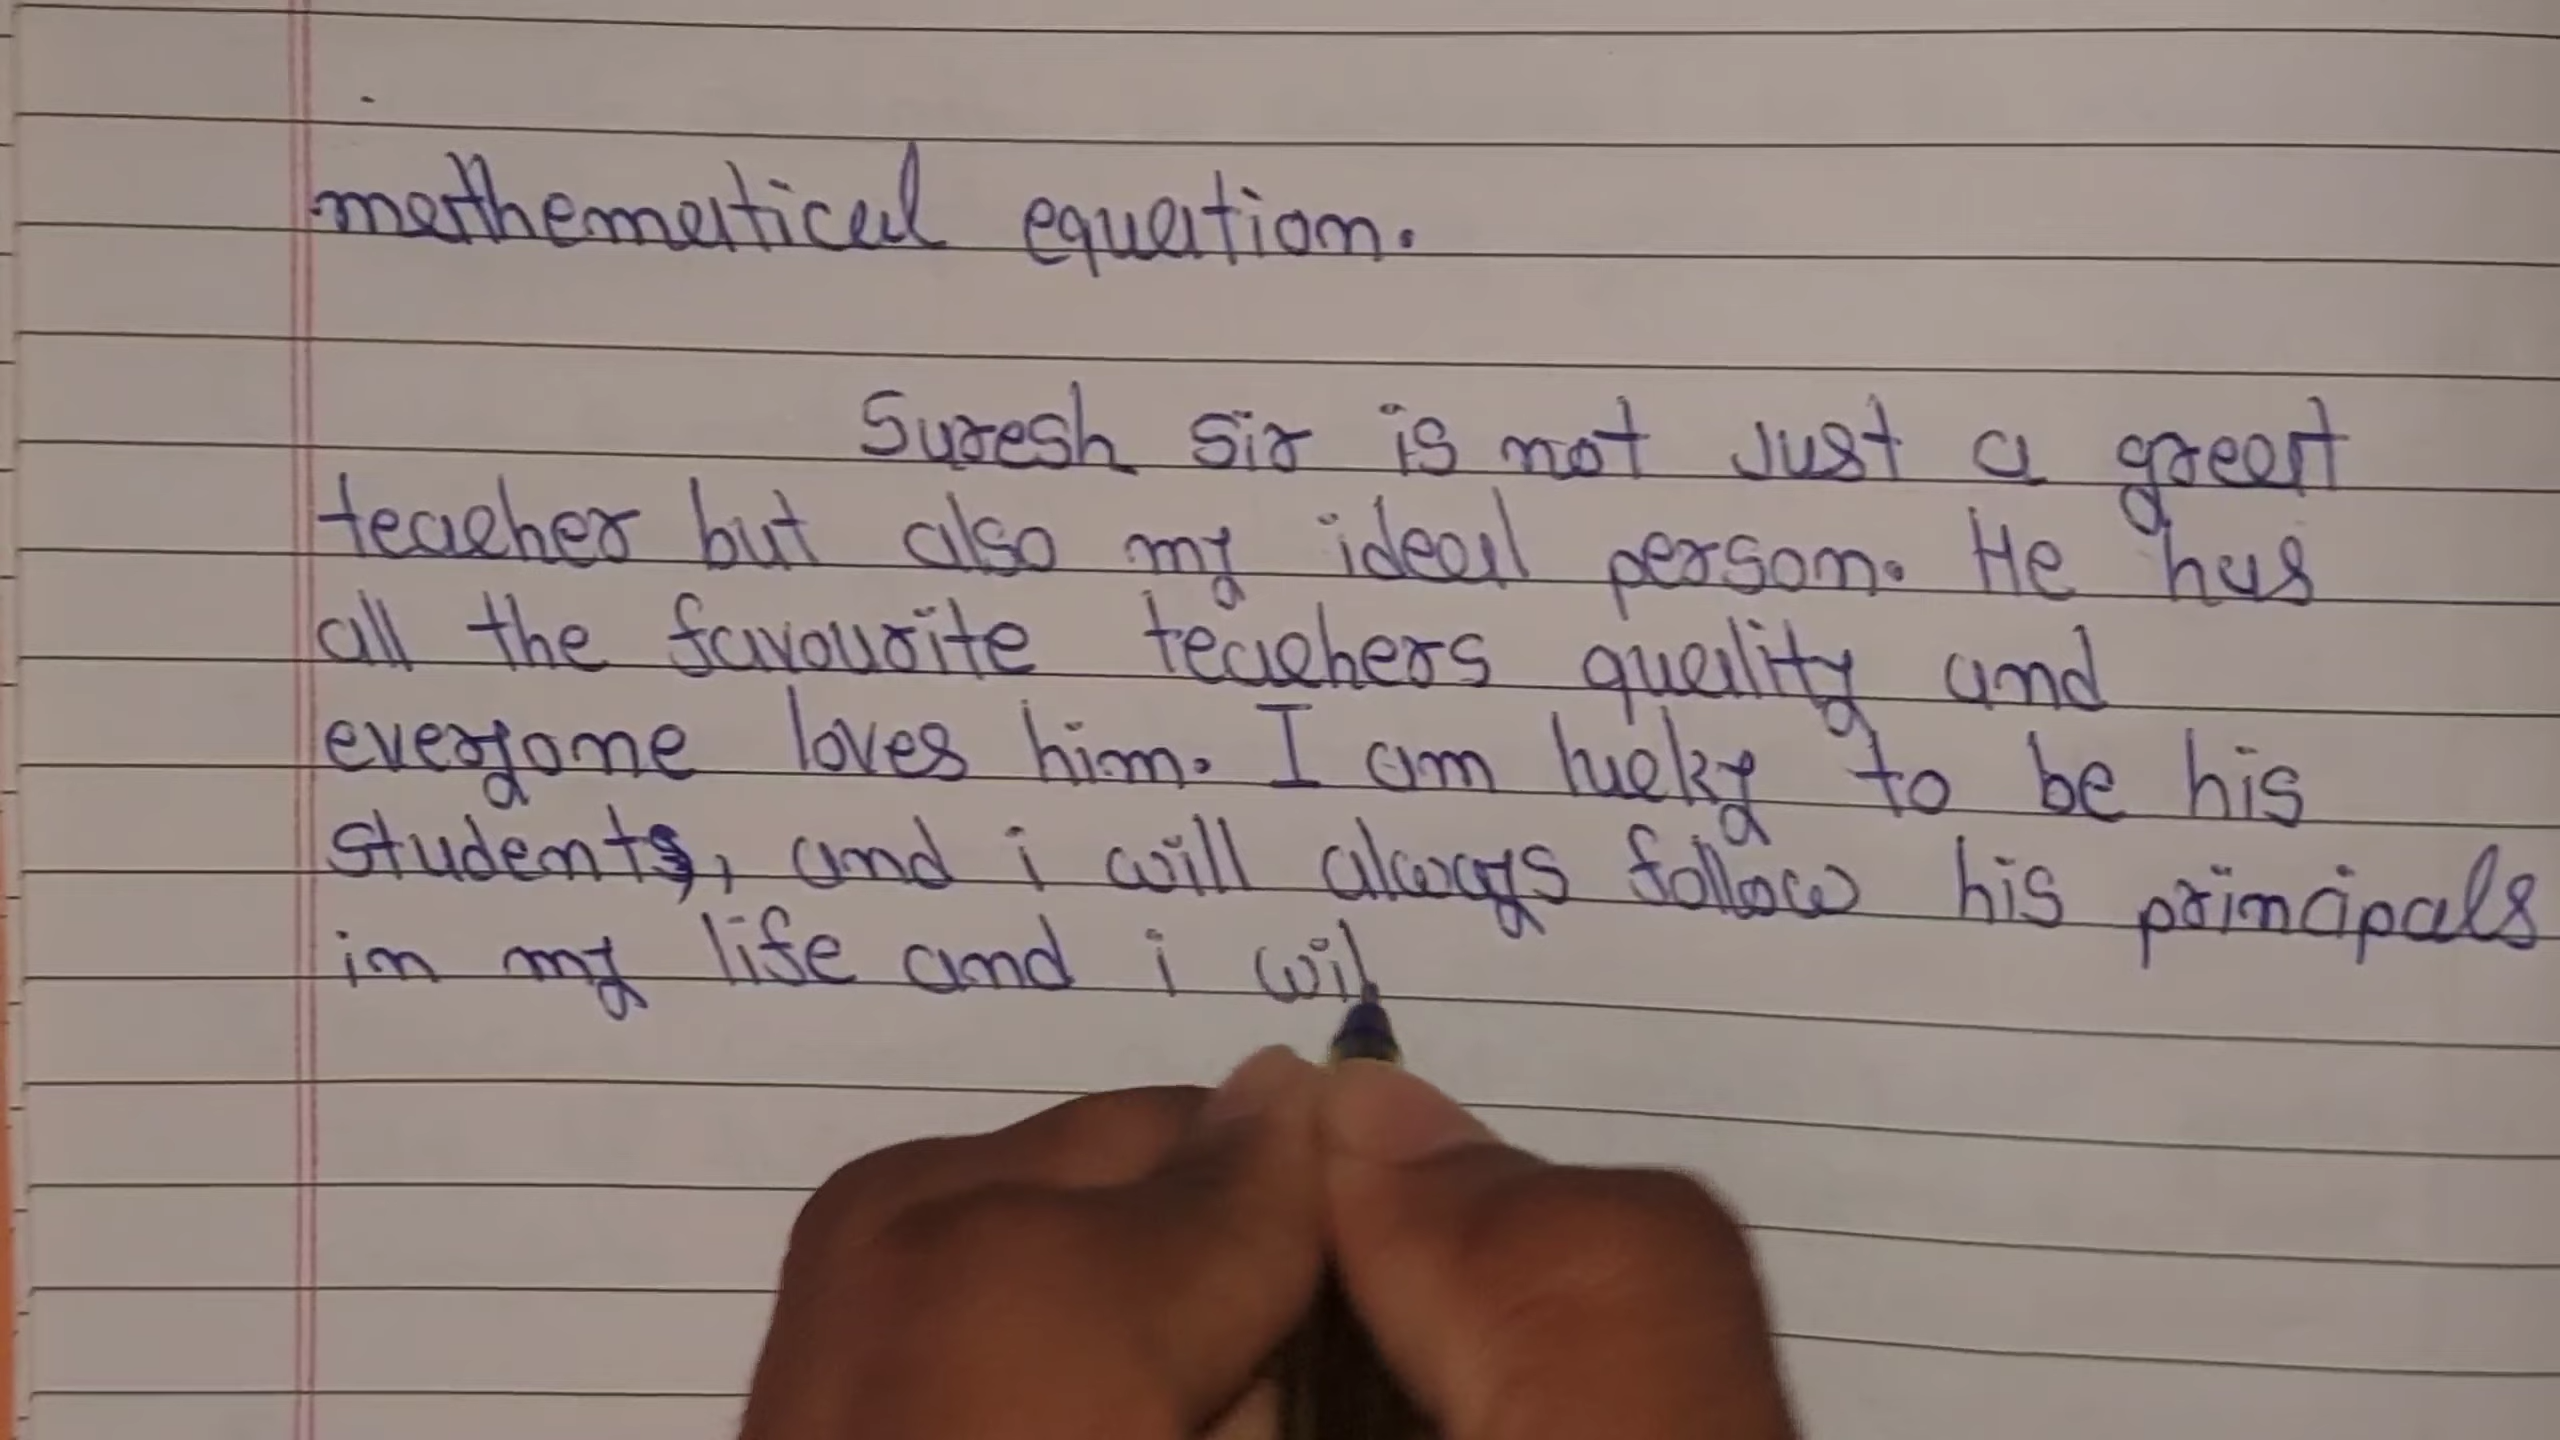 mathematical equation.
Suresh sir is not Just a great
teacher but also my ideal person. He has
all the favourite teachers quality and
everyone loves him. I am lucky to be his
students, and i will always follow his principals
in my life and i wil